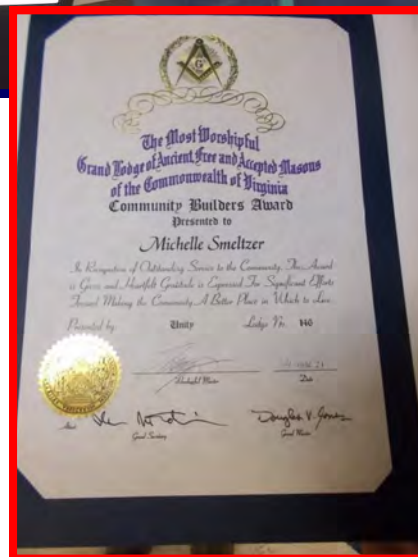 G
The Most Worshipful
Grand Lodge of Ancient, Free and Accepted Masons
of the Commonwealth of Virginia
Community Builders Award
Presented to
Michelle Smeltzer
In Recognition of Outstanding Service to the Community, This Award
is Given and Heartfelt Gratitude is Expressed For Significant Efforts
Toward Making the Community A Better Place in Which to Live.
Presented by Unity Lodge No. 146
Worshipful Master Date
Attest
Douglas V. Jones
Grand Secretary Grand Master